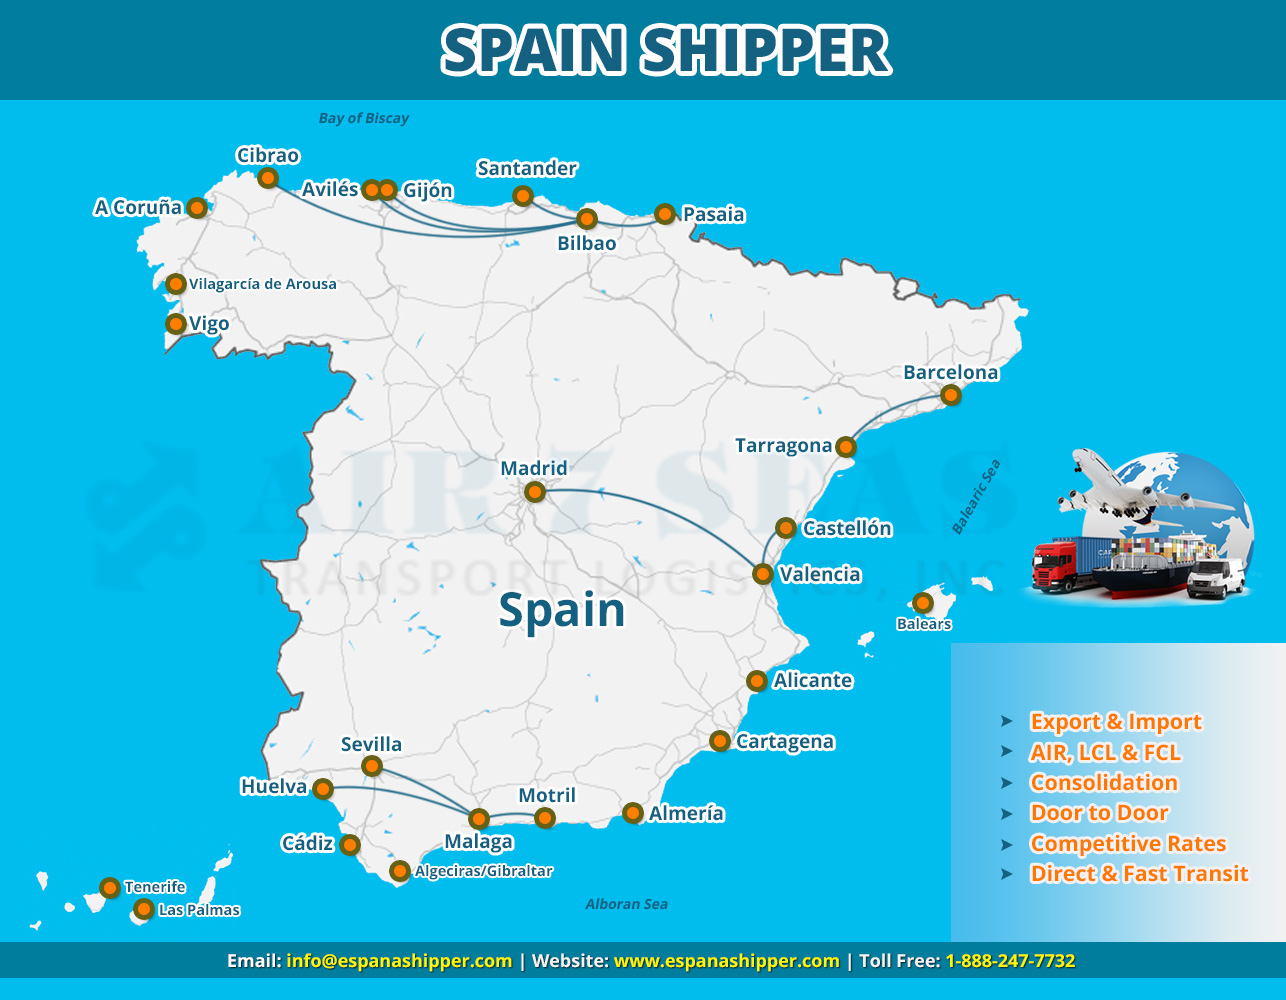 SPAIN SHIPPER
Bay of Biscay
Cibrao
Santander
Avilés
Gijón
A Coruña
Pasaia
Bilbao
Vilagarcía de Arousa
Vigo
Barcelona
Tarragona
Madrid
Balearic Sea
AIR 7 SEAS
Castellón
TRANSPORT LOGISTICS, INC
Valencia
Spain
Balears
Alicante
Cartagena
Sevilla
Huelva
Motril
Almería
Cádiz
Malaga
Algeciras/Gibraltar
Tenerife
Las Palmas
Alboran Sea
Export & Import
AIR, LCL & FCL
Consolidation
Door to Door
Competitive Rates
Direct & Fast Transit
Email: info@espanashipper.com | Website: www.espanashipper.com | Toll Free: 1-888-247-7732